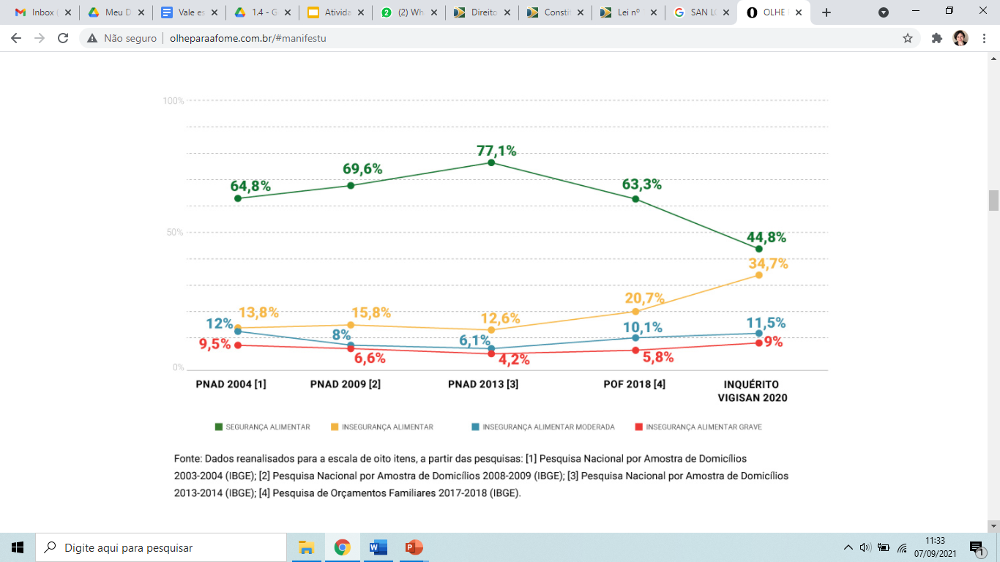 Inbox (
Meu D
Vale es
1.4 - G
Ativida
(2) Wh
Direito
Constit
Lei nº
SAN LO
OLHE
Não seguro
olheparaafome.com.br/#manifestu
100%
77,1%
69,6%
64,8%
63,3%
50%
44,8%
34,7%
20,7%
13,8%
15,8%
12,6%
12%
8%
6,1%
10,1%
11,5%
9,5%
6,6%
4,2%
5,8%
9%
0%
PNAD 2004 [1]
PNAD 2009 [2]
PNAD 2013 [3]
POF 2018 [4]
INQUÉRITO
VIGISAN 2020
SEGURANÇA ALIMENTAR
INSEGURANÇA ALIMENTAR
INSEGURANÇA ALIMENTAR MODERADA
INSEGURANÇA ALIMENTAR GRAVE
Fonte: Dados reanalisados para a escala de oito itens, a partir das pesquisas: [1] Pesquisa Nacional por Amostra de Domicílios
2003-2004 (IBGE); [2] Pesquisa Nacional por Amostra de Domicílios 2008-2009 (IBGE); [3] Pesquisa Nacional por Amostra de Domicílios
2013-2014 (IBGE); [4] Pesquisa de Orçamentos Familiares 2017-2018 (IBGE).
Digite aqui para pesquisar
11:33
07/09/2021
1